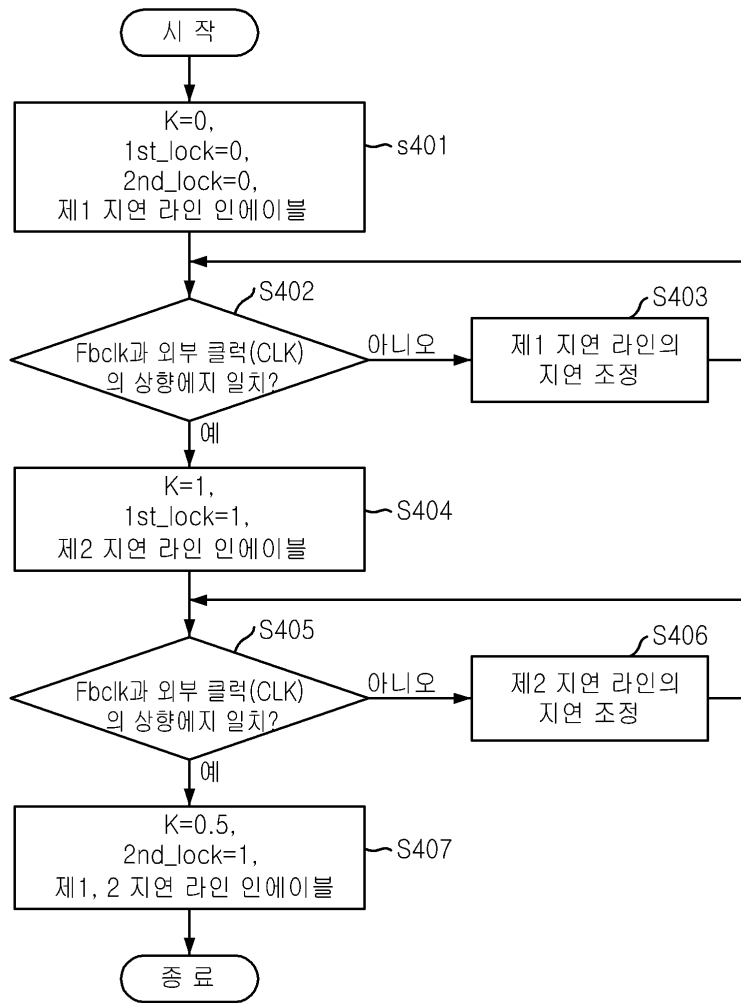 시 작
K=0,
1st_lock=0,
2nd_lock=0,
제1 지연 라인 인에이블
s401
S402
Fbclk과 외부 클럭(CLK)
의 상향에지 일치?
아니오
S403
제1 지연 라인의
지연 조정
예
K=1,
1st_lock=1,
제2 지연 라인 인에이블
S404
S405
Fbclk과 외부 클럭(CLK)
의 상향에지 일치?
아니오
S406
제2 지연 라인의
지연 조정
예
K=0.5,
2nd_lock=1,
제1, 2 지연 라인 인에이블
S407
종 료